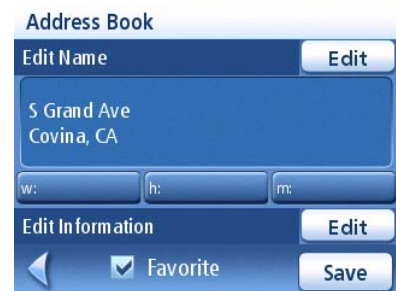 Address Book
Edit Name Edit
S Grand Ave
Covina, CA
w: h: m:
Edit Information Edit
Favorite Save